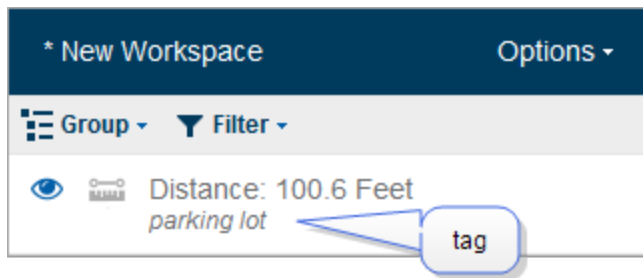 * New Workspace Options
Group Filter
Distance: 100.6 Feet
parking lot
tag